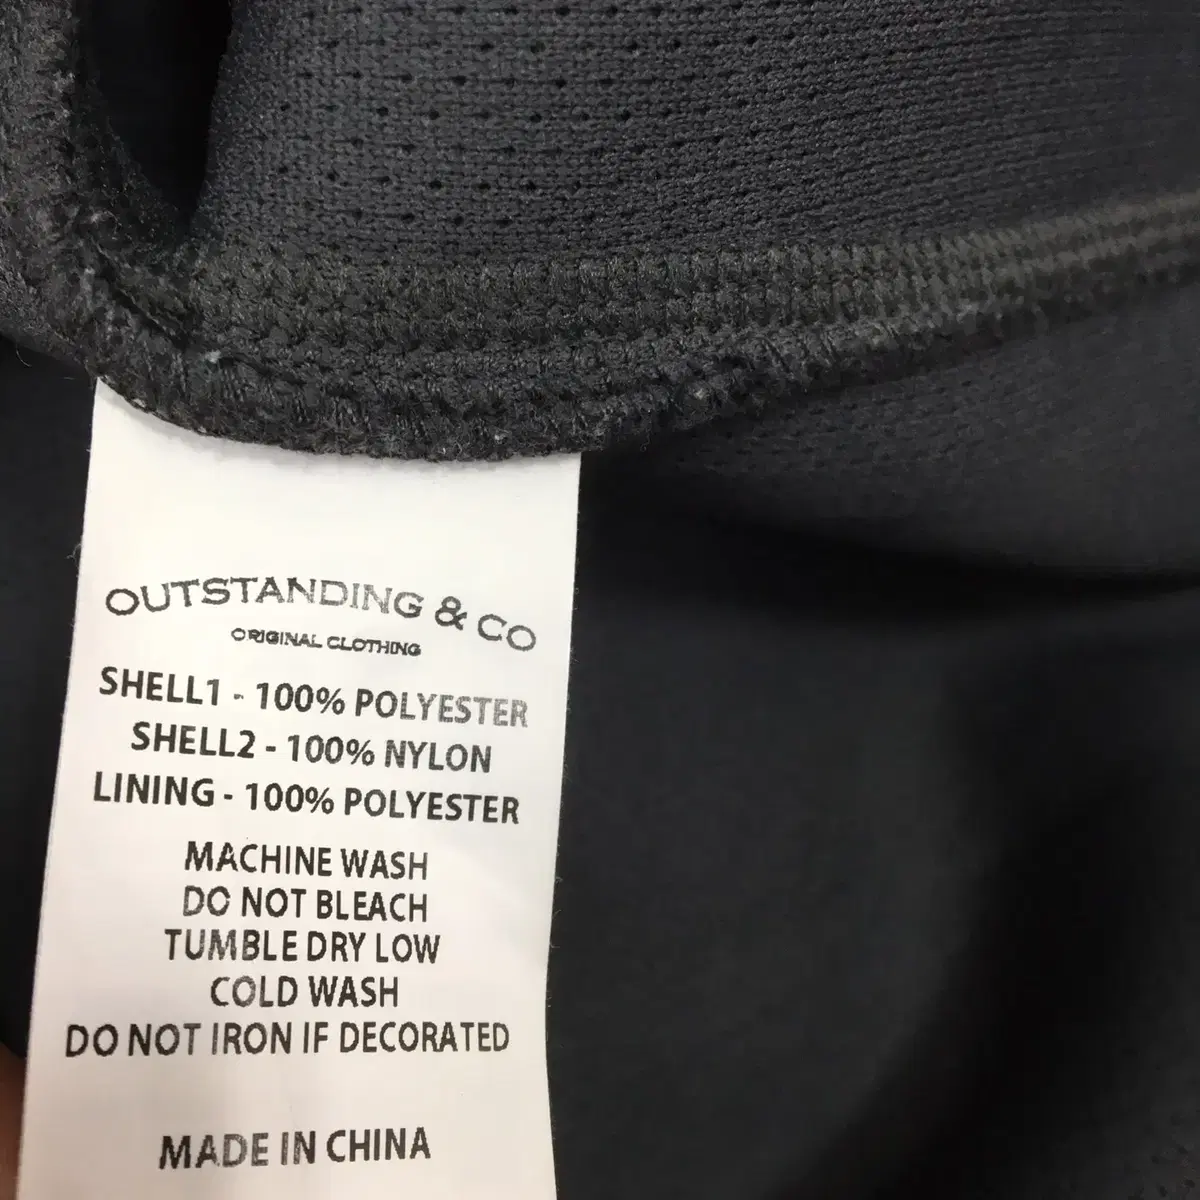 OUTSTANDING & CO
ORIGINAL CLOTHING
SHELL1 - 100% POLYESTER
SHELL2 - 100% NYLON
LINING - 100% POLYESTER
MACHINE WASH
DO NOT BLEACH
TUMBLE DRY LOW
COLD WASH
DO NOT IRON IF DECORATED
MADE IN CHINA